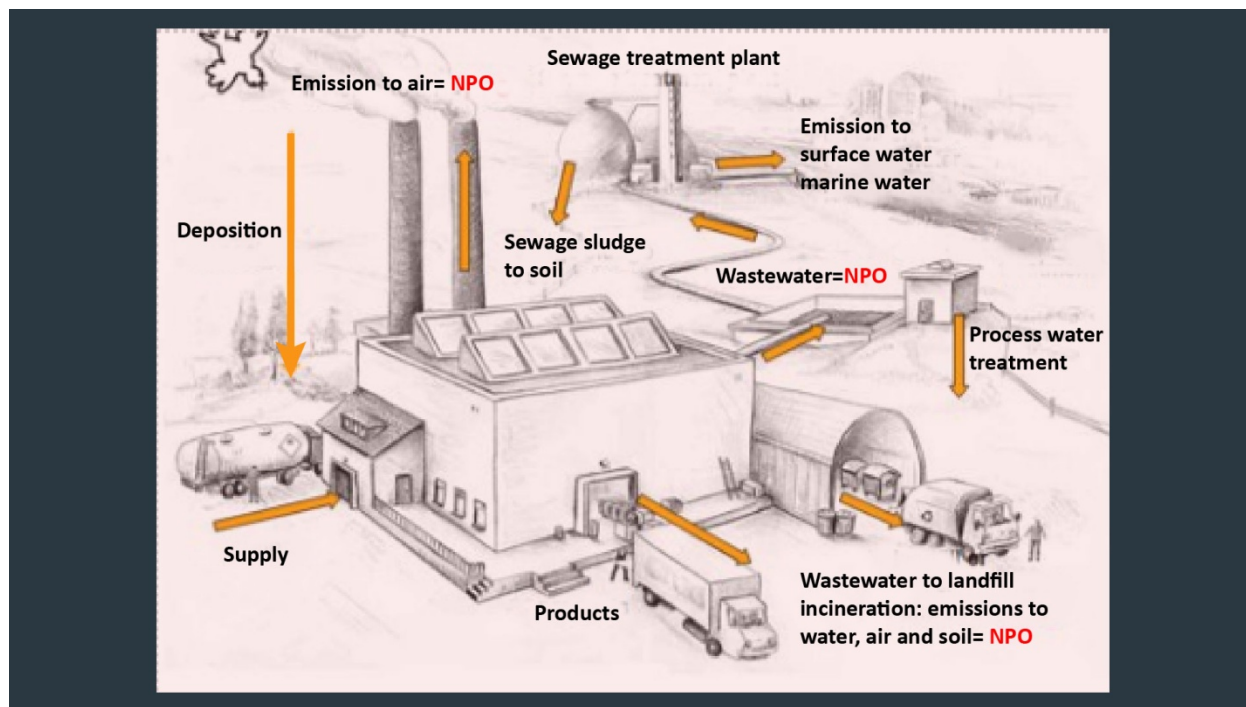 Sewage treatment plant
Emission to air= NPO
Emission to
surface water
marine water
Deposition
Sewage sludge
to soil
Wastewater=NPO
Process water
treatment
Supply
Products
Wastewater to landfill
incineration: emissions to
water, air and soil= NPO